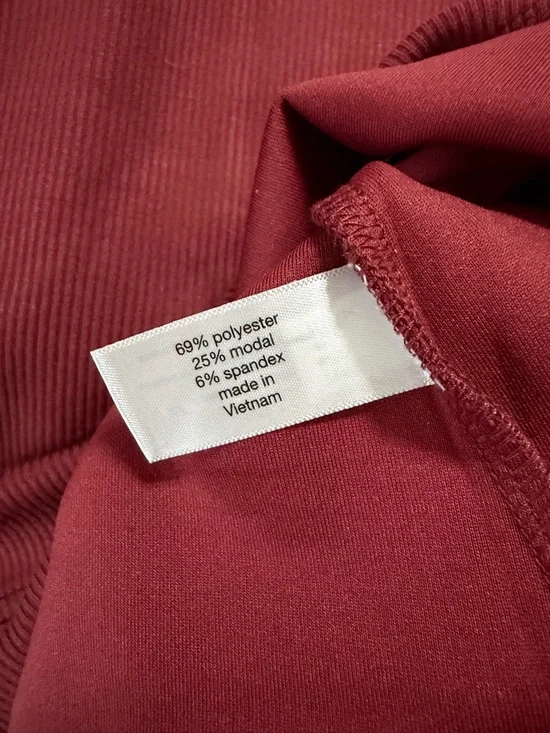 69% polyester
25% modal
6% spandex
made in
Vietnam